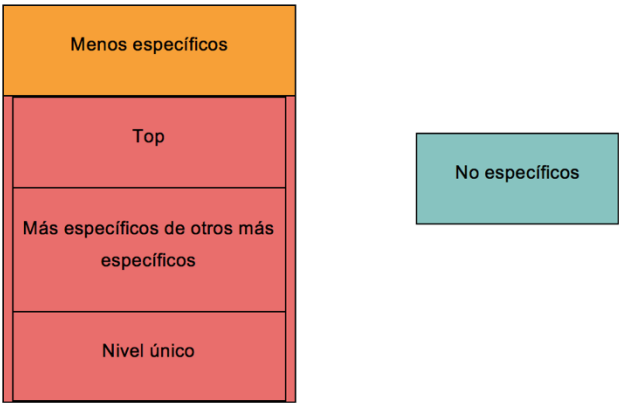 Menos específicos
Top
Más específicos de otros más
específicos
Nivel único
No específicos